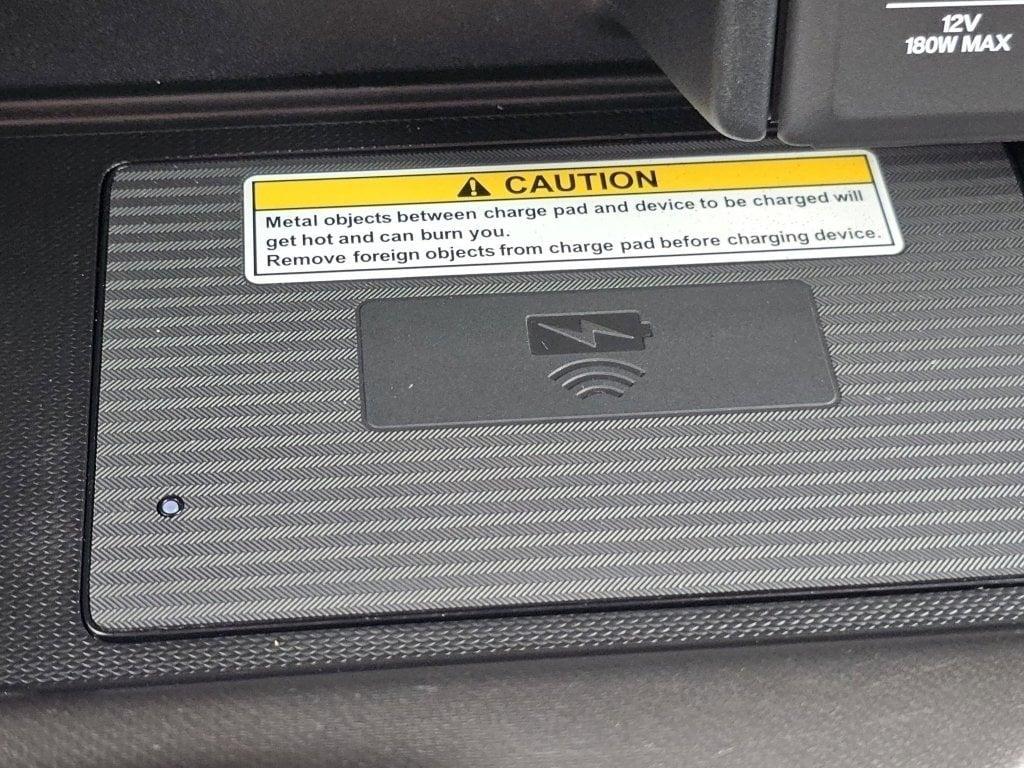 12V
180W MAX
CAUTION
Metal objects between charge pad and device to be charged will
get hot and can burn you.
Remove foreign objects from charge pad before charging device.